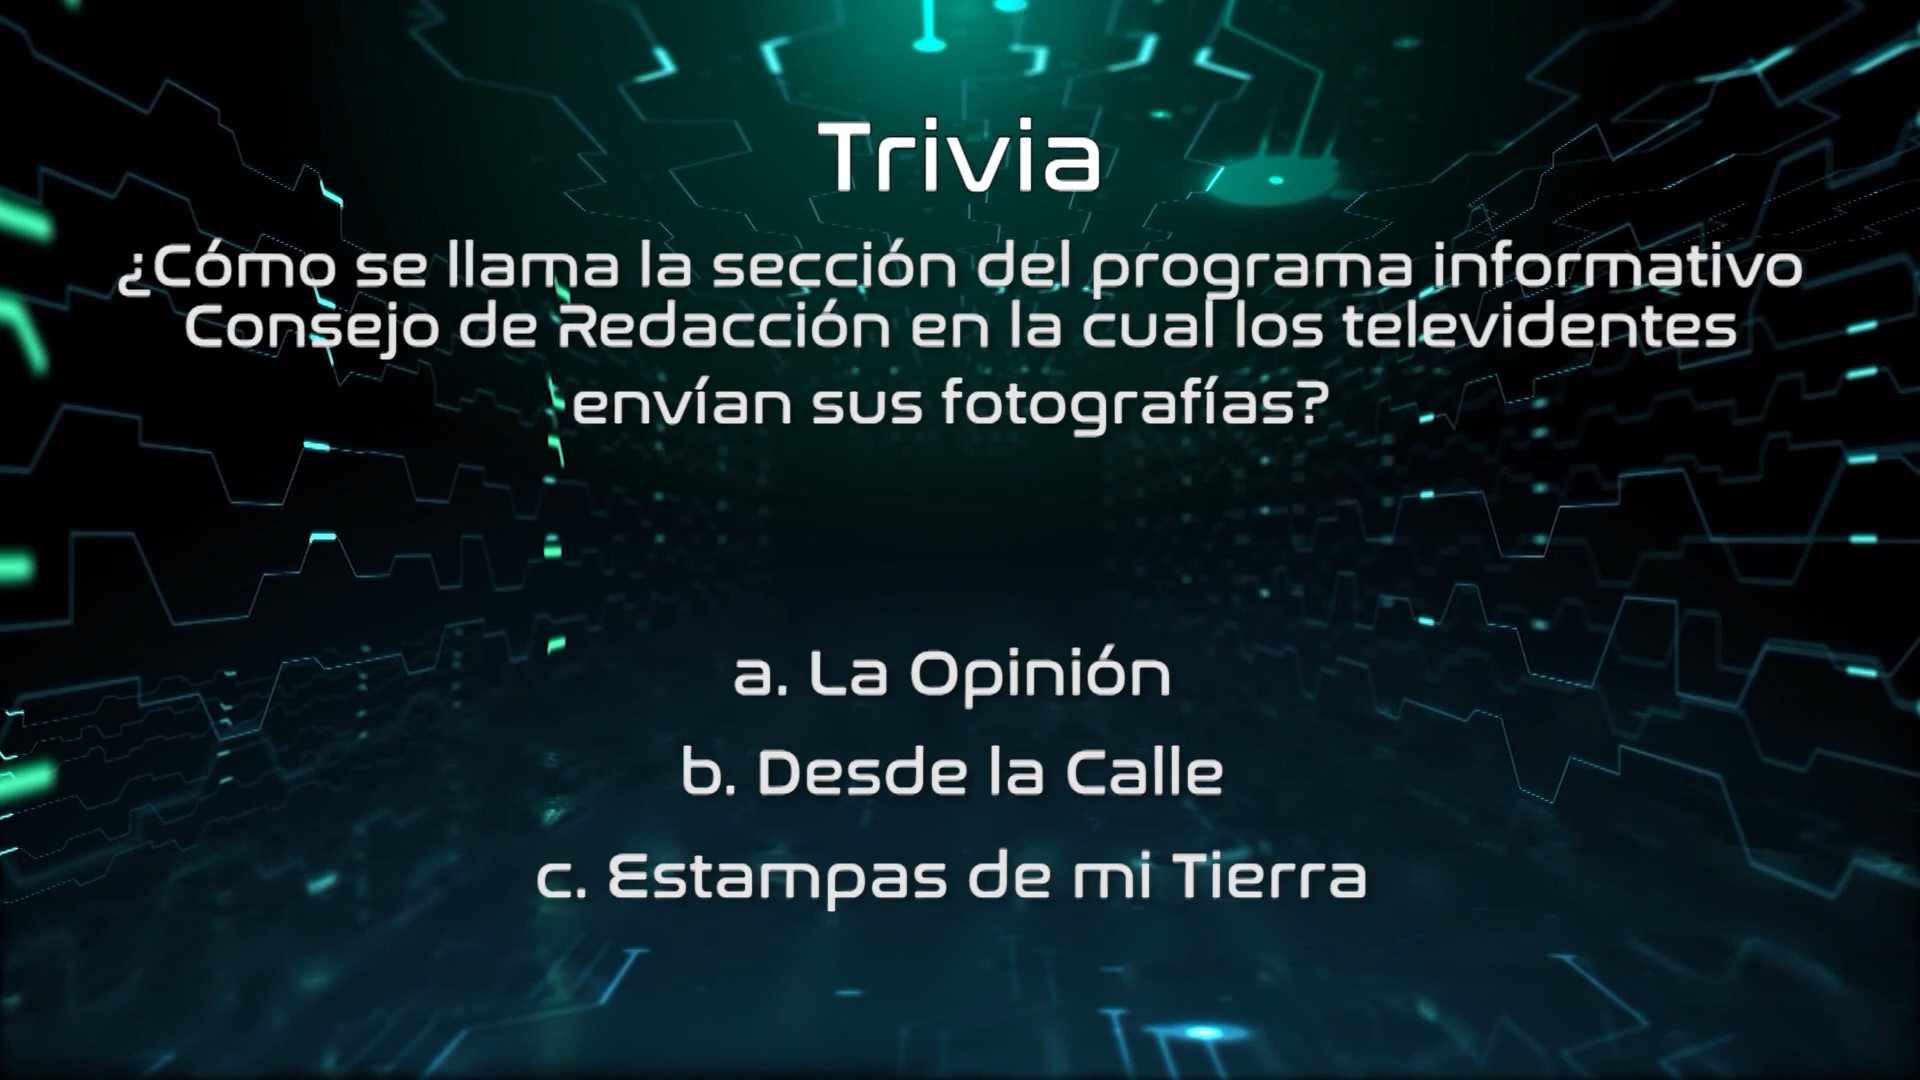 Trivia
¿Cómo se llama la sección del programa informativo
Consejo de Redacción en la cual los televidentes
envían sus fotografías?
a. La Opinión
b. Desde la Calle
c. Estampas de mi Tierra